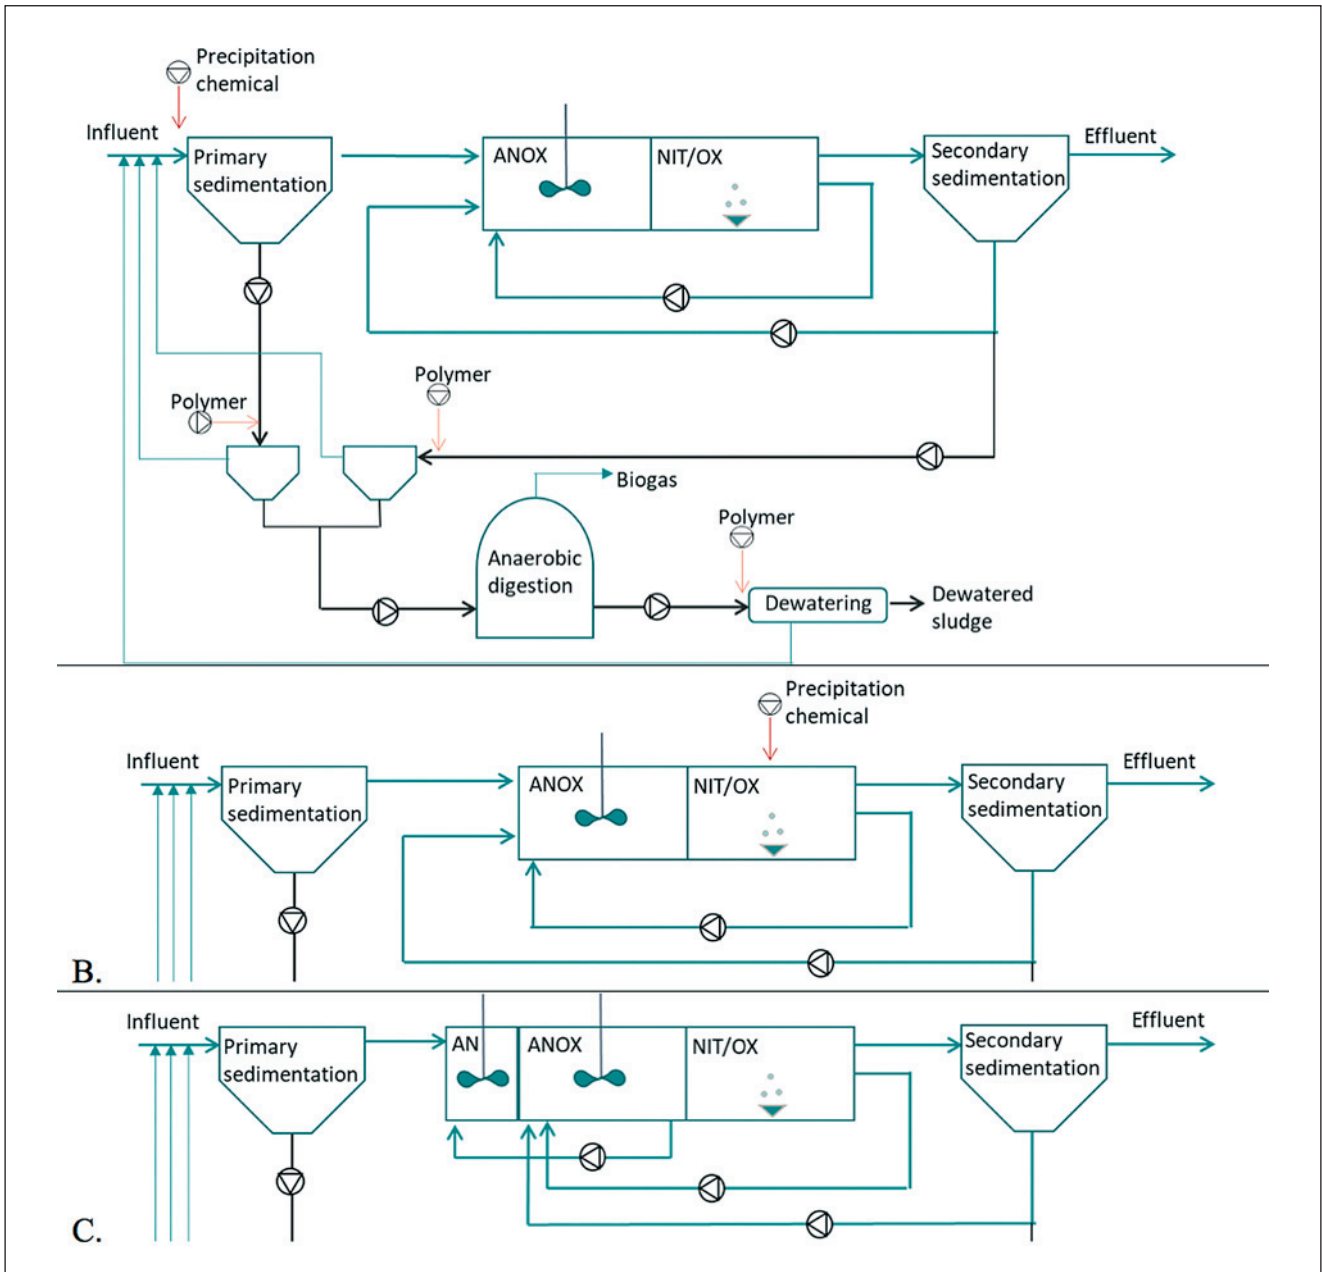 Precipitation
chemical
Influent
Primary
sedimentation
ANOX
NIT/OX
Secondary
sedimentation
Effluent
Polymer
Polymer
Biogas
Anaerobic
digestion
Polymer
Dewatering
Dewatered
sludge
Precipitation
chemical
Influent
Primary
sedimentation
ANOX
NIT/OX
Secondary
sedimentation
Effluent
B.
Influent
Primary
sedimentation
AN
ANOX
NIT/OX
Secondary
sedimentation
Effluent
C.